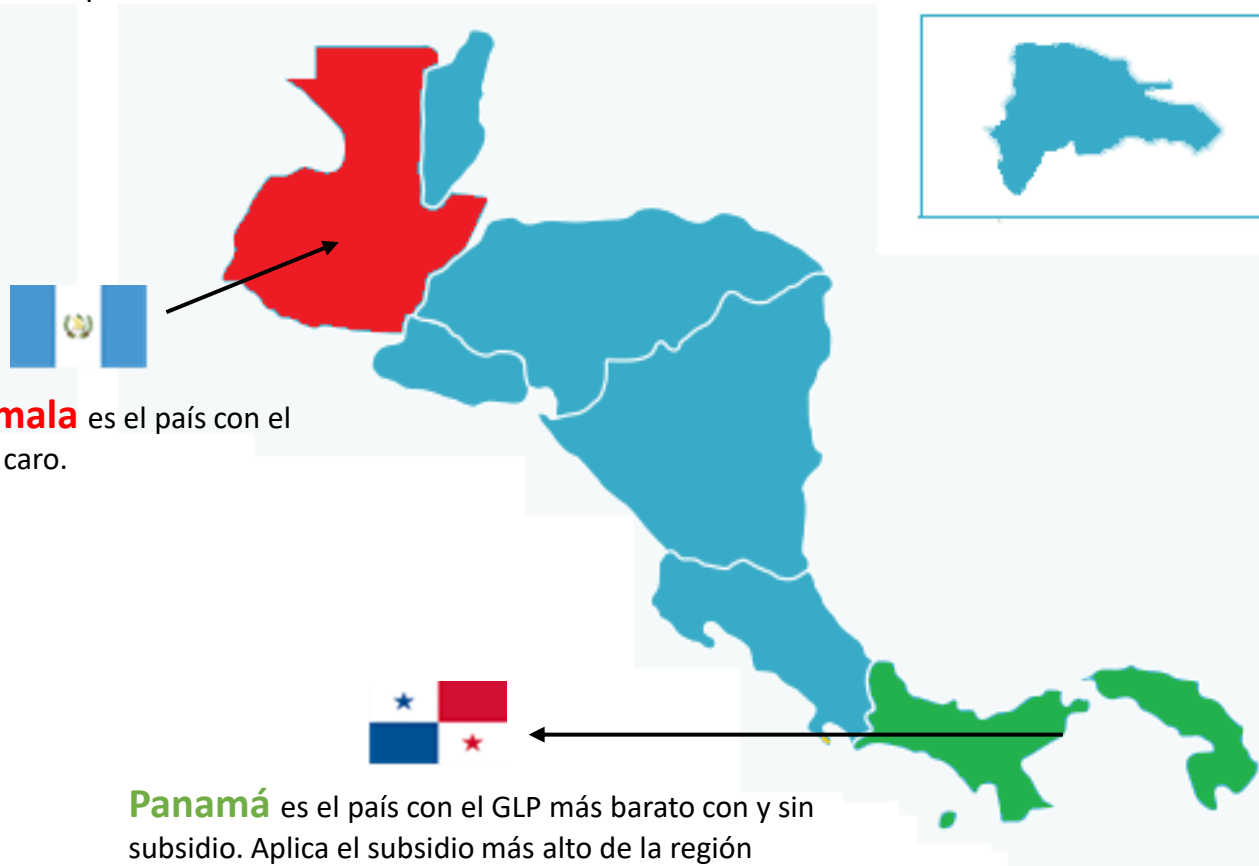 mala es el país con el
caro.
Panamá es el país con el GLP más barato con y sin
subsidio. Aplica el subsidio más alto de la región